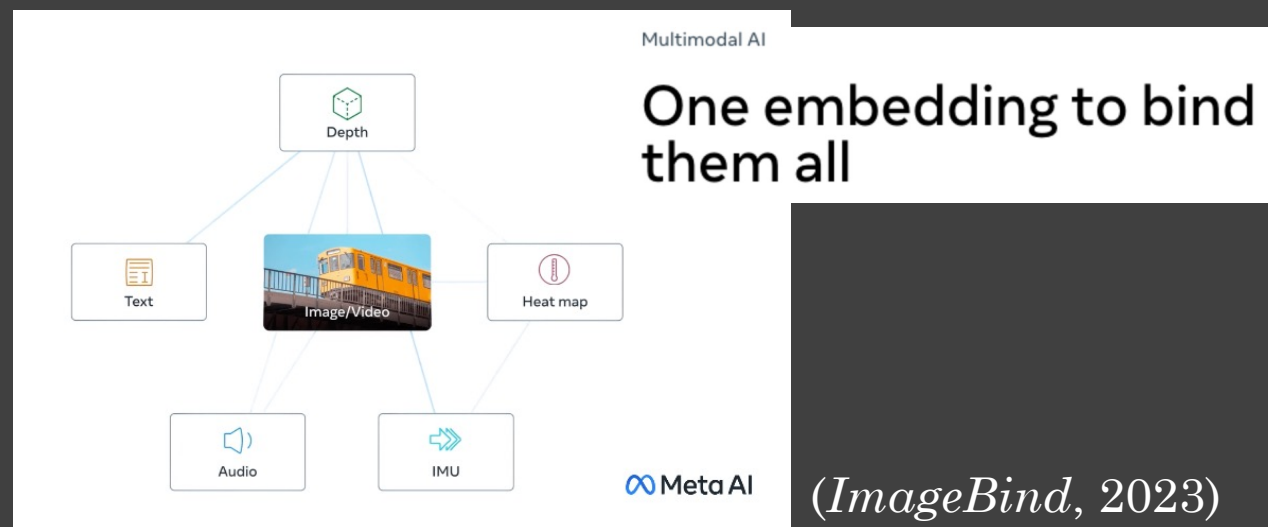 Multimodal AI
One embedding to bind
them all
Depth
Text
Image/Video
Heat map
Audio
IMU
Meta AI
(ImageBind, 2023)